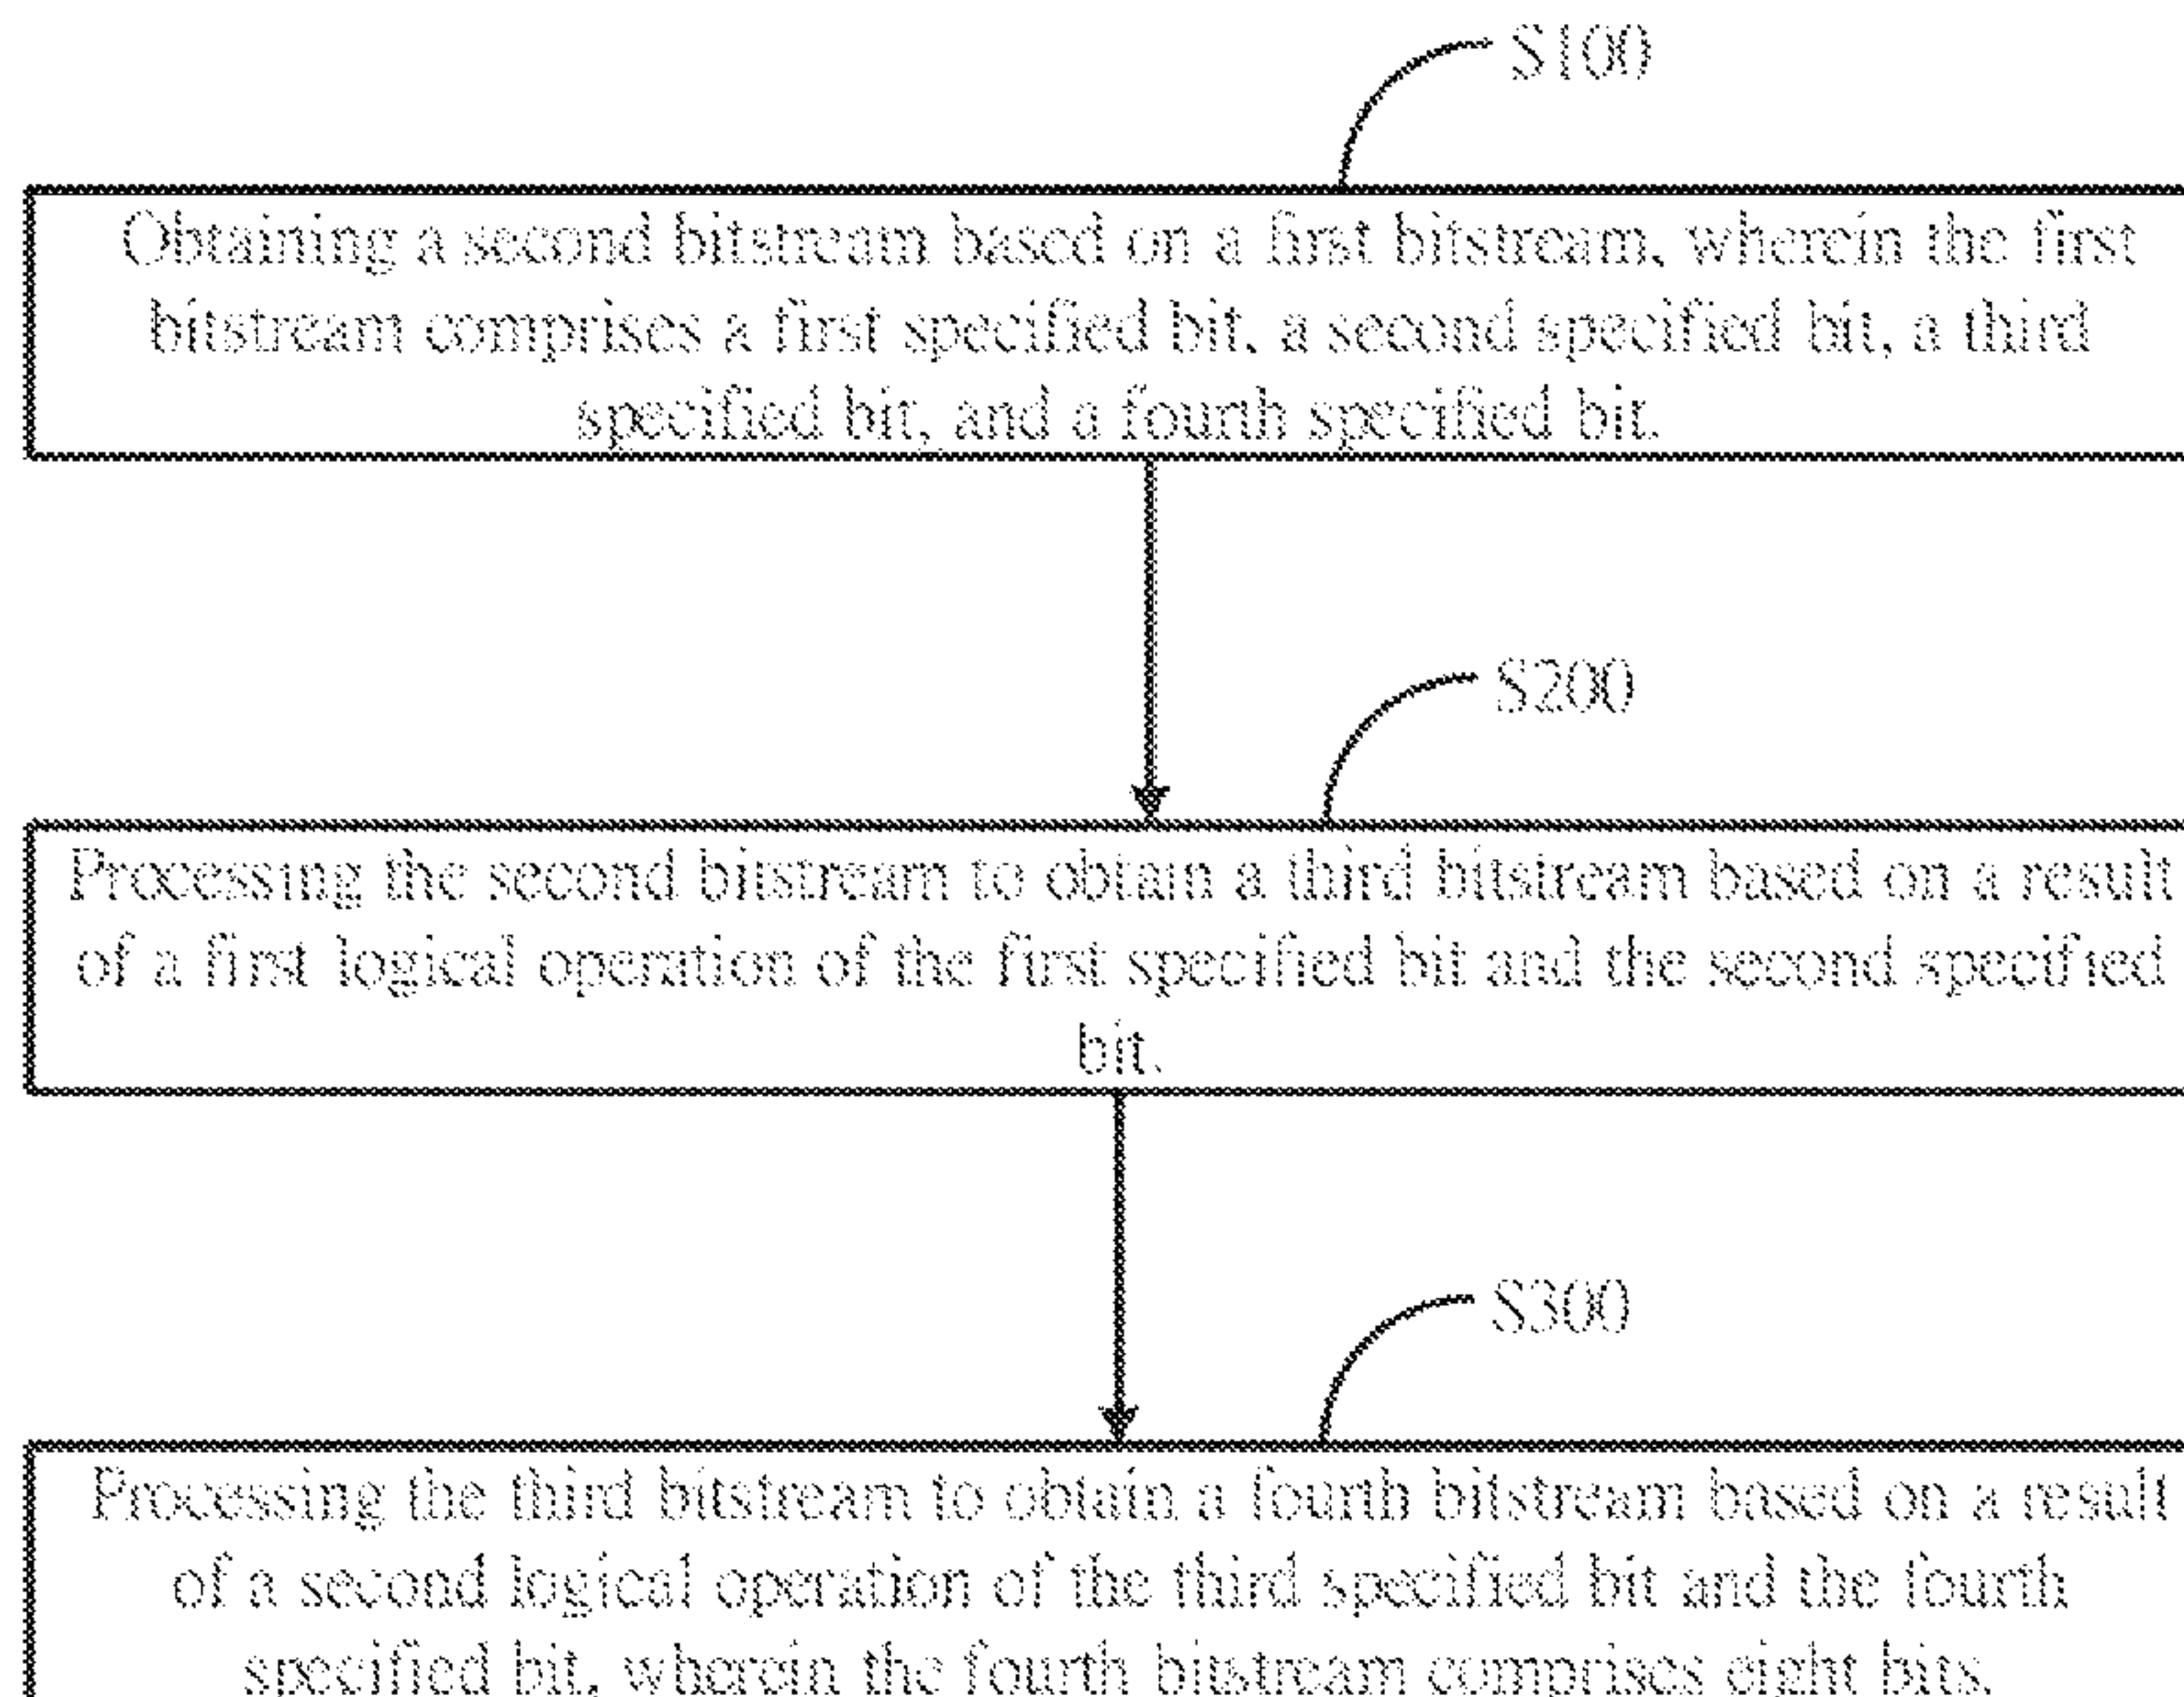 S100
Obtaining a second bitstream based on a first bitstream, wherein the first
bitstream comprises a first specified bit, a second specified bit, a third
specified bit, and a fourth specified bit.
S200
Processing the second bitstream to obtain a third bitstream based on a result
of a first logical operation of the first specified bit and the second specified
bit.
S300
Processing the third bitstream to obtain a fourth bitstream based on a result
of a second logical operation of the third specified bit and the fourth
specified bit, wherein the fourth bitstream comprises eight bits.